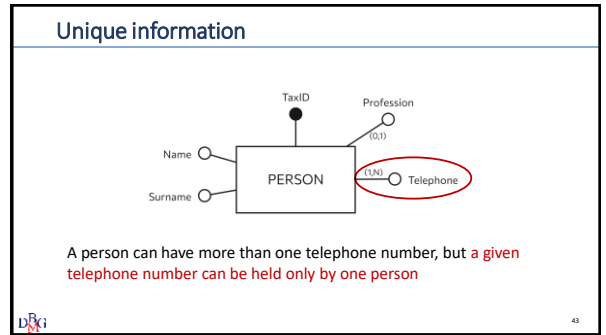 Unique information
TaxID
Profession
(0,1)
Name
PERSON
(1,N)
Telephone
Surname
A person can have more than one telephone number, but a given
telephone number can be held only by one person
DBMG
43